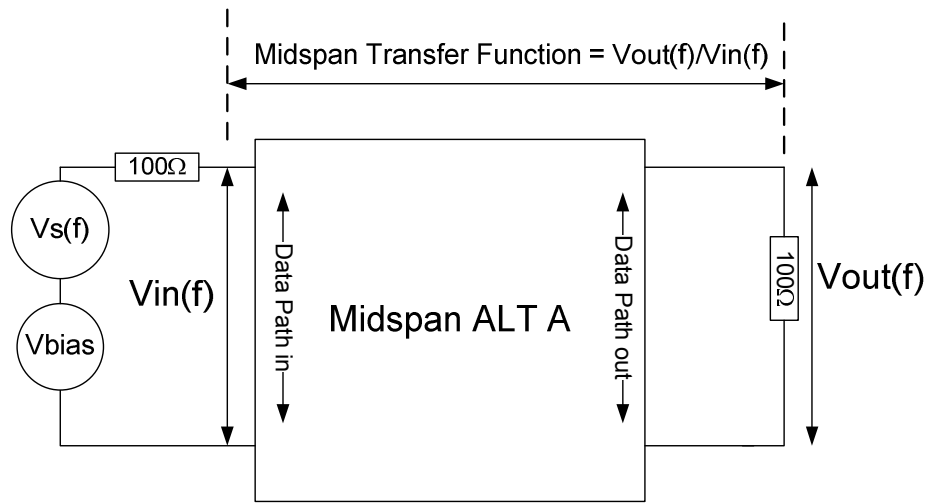 Midspan Transfer Function = Vout(f)/Vin(f)
100Ω
Vs(f)
Vbias
Vin(f)
Data Path in
Midspan ALT A
Data Path out
100Ω
Vout(f)